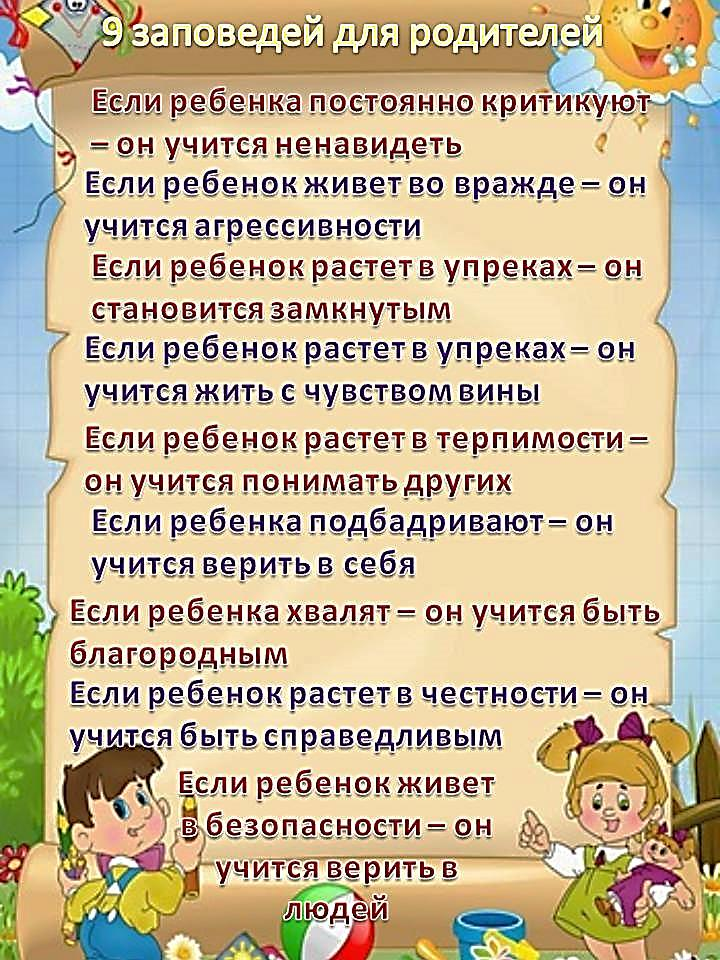 9 заповедей для родителей
Если ребенка постоянно критикуют
– он учится ненавидеть
Если ребенок живет во вражде – он
учится агрессивности
Если ребенок растет в упреках – он
становится замкнутым
Если ребенок растет в упреках – он
учится жить с чувством вины
Если ребенок растет в терпимости –
он учится понимать других
Если ребенка подбадривают – он
учится верить в себя
Если ребенка хвалят – он учится быть
благородным
Если ребенок растет в честности – он
учится быть справедливым
Если ребенок живет
в безопасности – он
учится верить в
людей